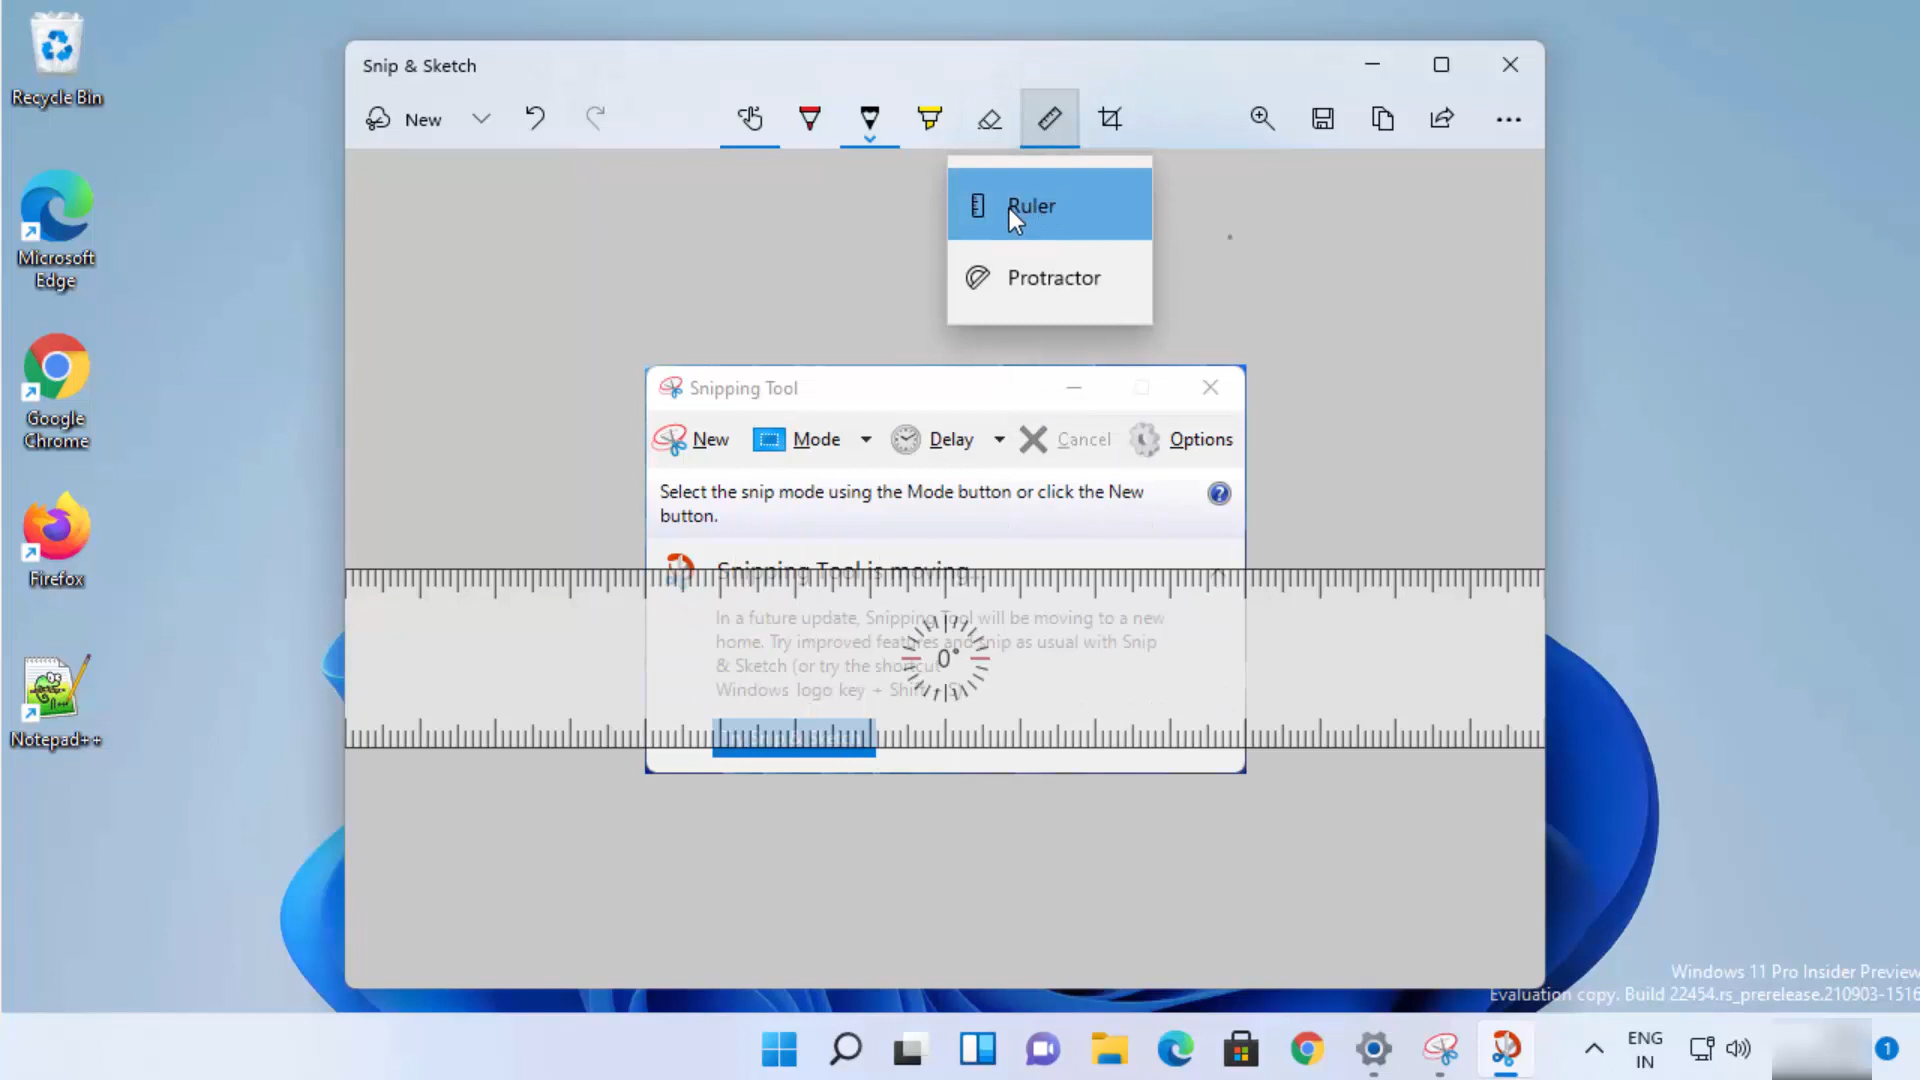 Recycle Bin
Microsoft
Edge
Google
Chrome
Firefox
Notepad++
Snip & Sketch
New
Ruler
Protractor
Snipping Tool
New Mode Delay Cancel Options
Select the snip mode using the Mode button or click the New
button.
Snipping Tool is moving...
In a future update, Snipping Tool will be moving to a new
home. Try improved features and snip as usual with Snip
& Sketch (or try the shortcut
Windows logo key + Shift + S)
0°
Windows 11 Pro Insider Preview
Evaluation copy. Build 22454.rs_prerelease.210903-1516
ENG
IN
1